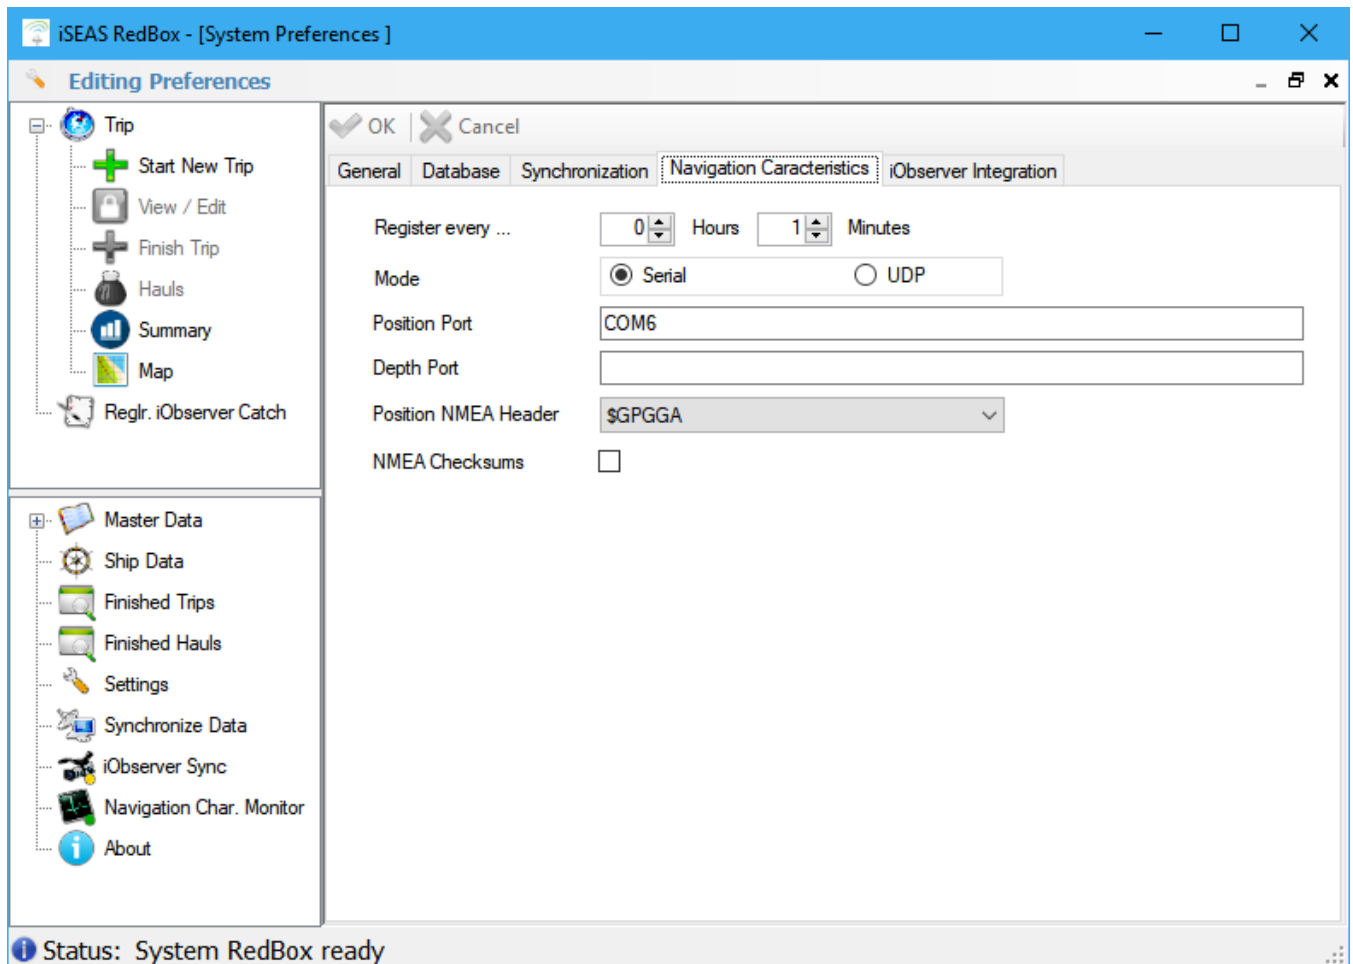 iSEAS RedBox - [System Preferences ]
Editing Preferences
Trip
Start New Trip
View / Edit
Finish Trip
Hauls
Summary
Map
Reglr. iObserver Catch
Master Data
Ship Data
Finished Trips
Finished Hauls
Settings
Synchronize Data
iObserver Sync
Navigation Char. Monitor
About
OK Cancel
General Database Synchronization Navigation Caracteristics iObserver Integration
Register every ... 0 Hours 1 Minutes
Mode Serial UDP
Position Port COM6
Depth Port
Position NMEA Header $GPGGA
NMEA Checksums
Status: System RedBox ready